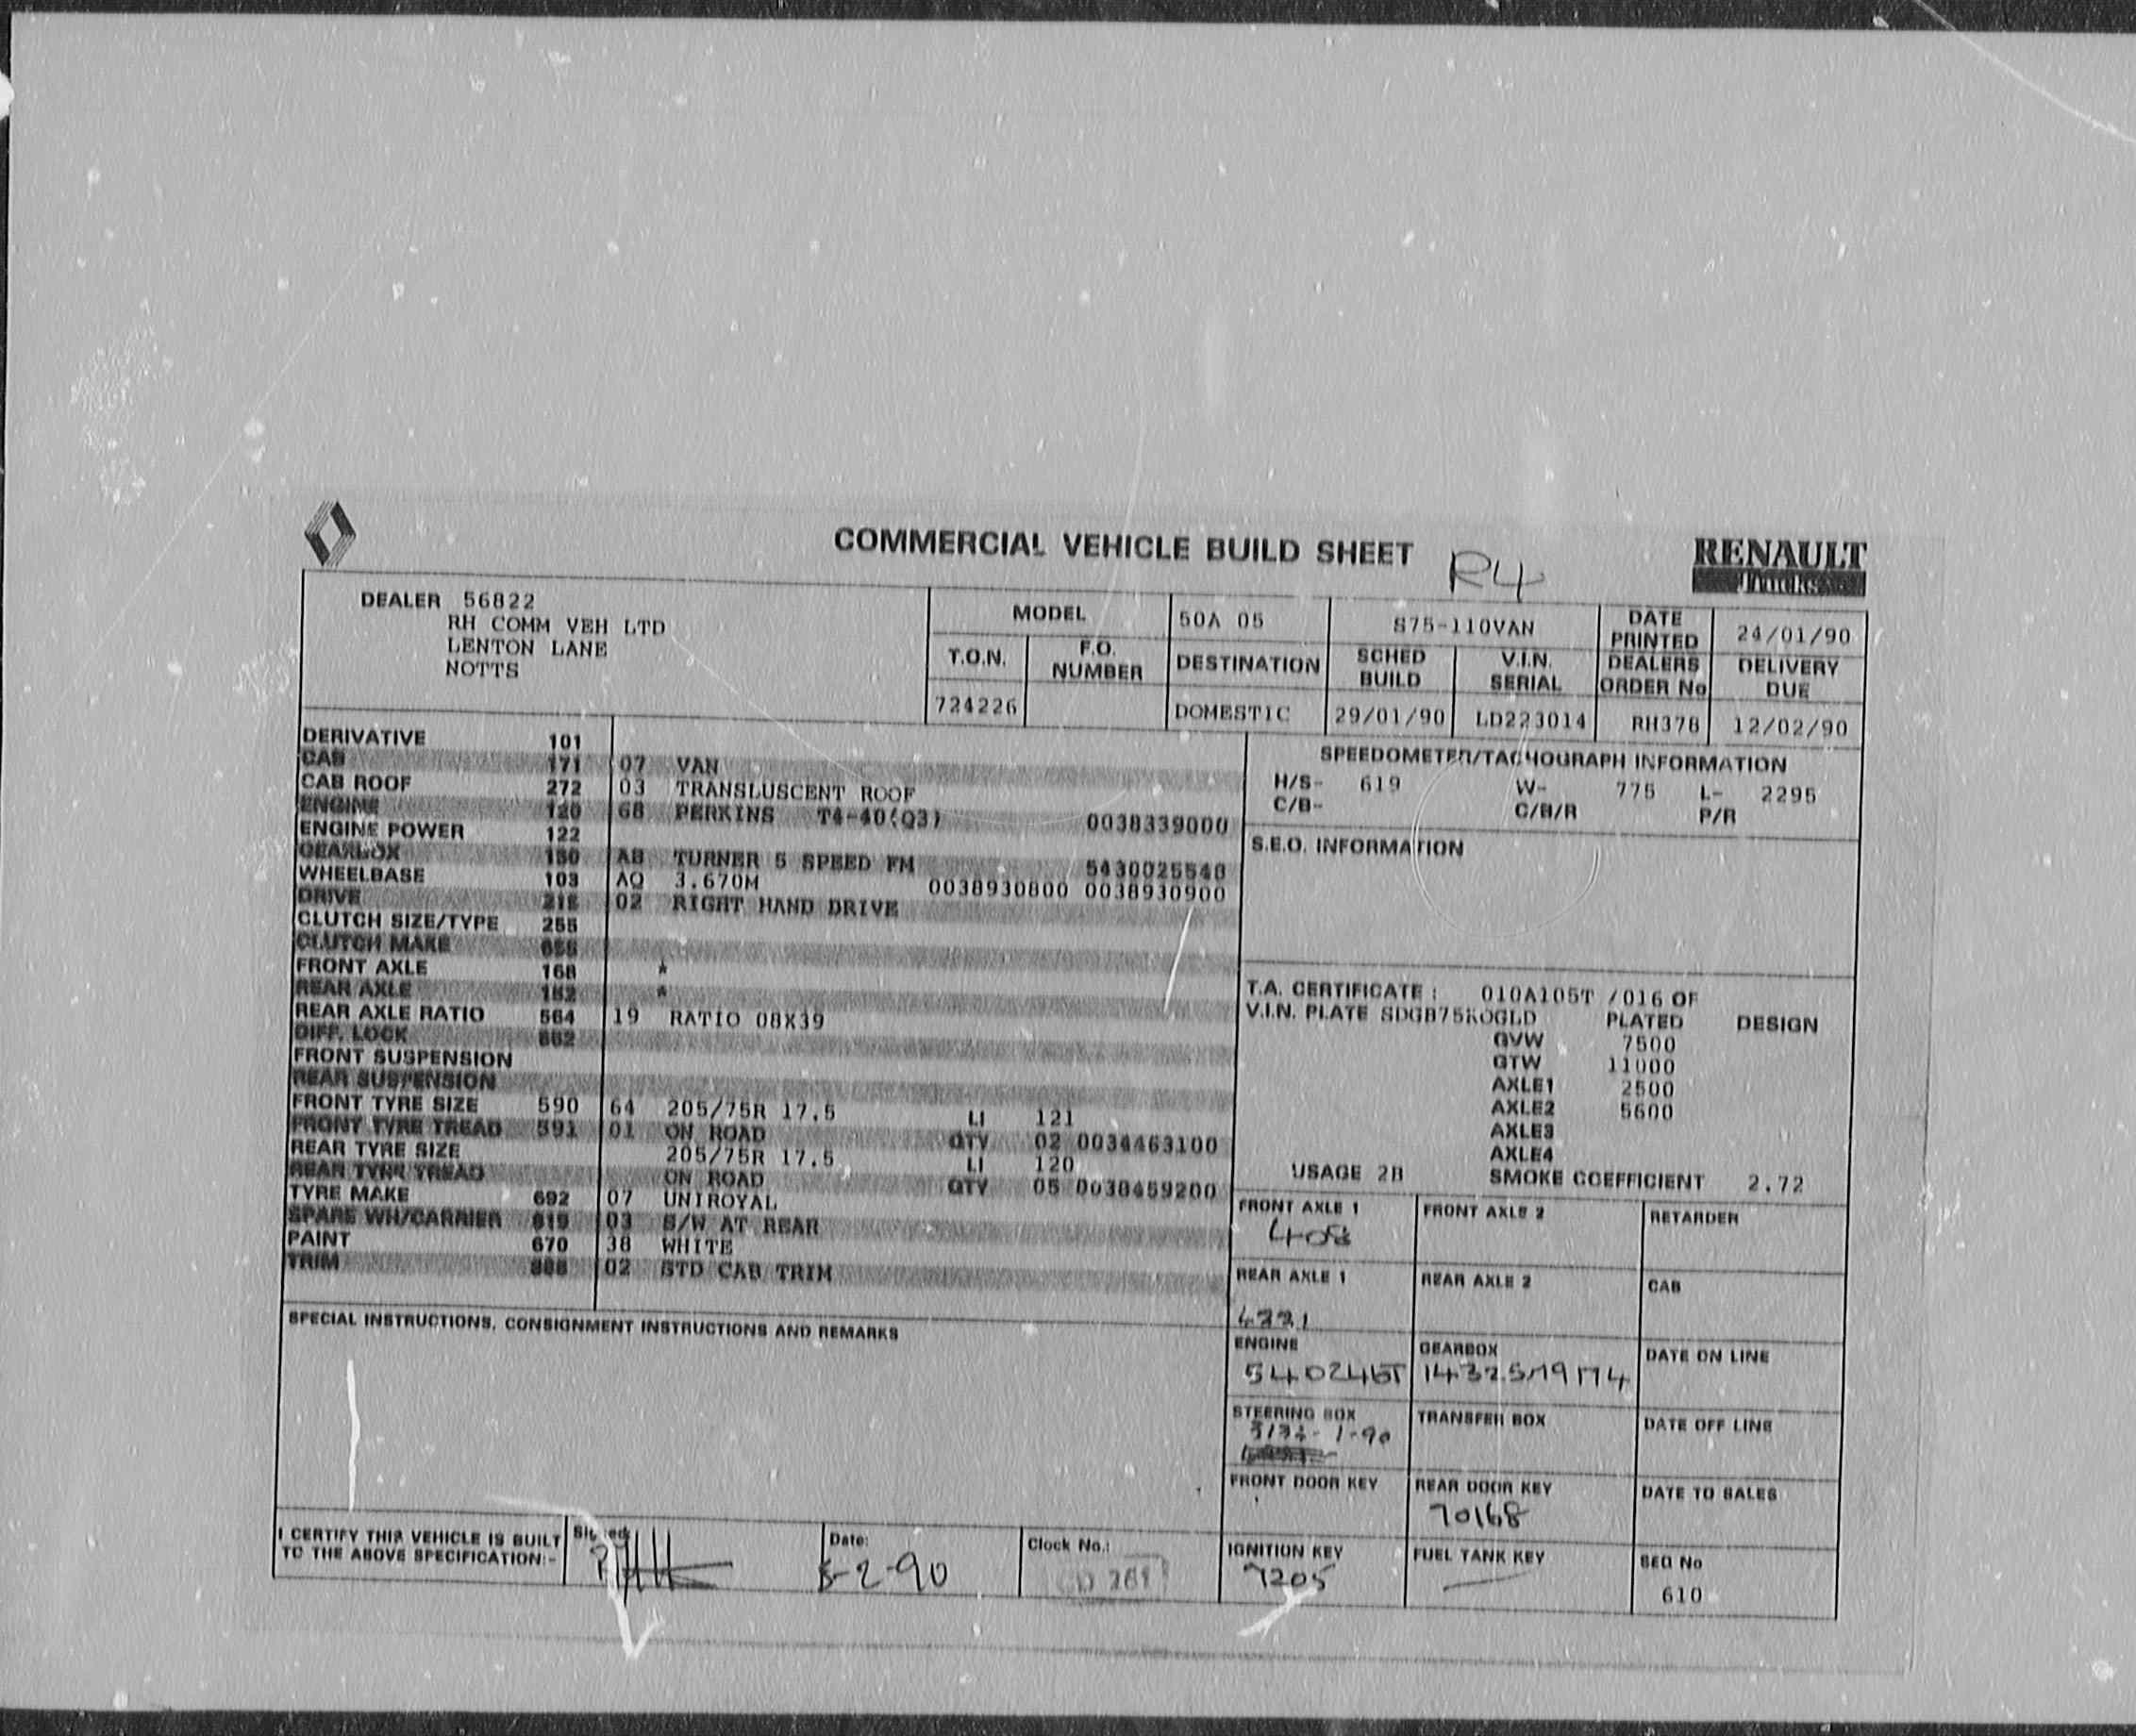 COMMERCIAL VEHICLE BUILD SHEET R4
RENAULT
Trucks
DEALER 56822
RH COMM VEH LTD
LENTON LANE
NOTTS
MODEL 50A 05 S75-110VAN DATE PRINTED 24/01/90
T.O.N. F.O. NUMBER DESTINATION SCHED BUILD V.I.N. SERIAL DEALERS ORDER No DELIVERY DUE
724226 DOMESTIC 29/01/90 LD223014 RH378 12/02/90
DERIVATIVE 101
CAB 171 07 VAN
CAB ROOF 272 03 TRANSLUSCENT ROOF
ENGINE 120 68 PERKINS T4-40(Q3) 0038339000
ENGINE POWER 122
GEARBOX 150 AB TURNER 5 SPEED FM 5430025540
WHEELBASE 103 AQ 3.670M 0038930800 0038930900
DRIVE 02 RIGHT HAND DRIVE
CLUTCH SIZE/TYPE 255
CLUTCH MAKE
FRONT AXLE 168 *
REAR AXLE 152 *
REAR AXLE RATIO 564 19 RATIO 08X39
DIFF. LOCK 562
FRONT SUSPENSION
REAR SUSPENSION
FRONT TYRE SIZE 590 64 205/75R 17.5 LI 121
FRONT TYRE TREAD 591 01 ON ROAD QTY 02 0034463100
REAR TYRE SIZE 205/75R 17.5 LI 120
REAR TYRE TREAD ON ROAD QTY 05 0038459200
TYRE MAKE 692 07 UNIROYAL
SPARE WH/CARRIER 619 03 S/W AT REAR
PAINT 670 38 WHITE
TRIM 02 STD CAB TRIM
SPEEDOMETER/TACHOGRAPH INFORMATION
H/S- 619 W- 775 L- 2295
C/B- C/B/R P/R
S.E.O. INFORMATION
T.A. CERTIFICATE : 010A105T /016 OF
V.I.N. PLATE SDGB75K0GLD PLATED DESIGN
GVW 7500
GTW 11000
AXLE1 2500
AXLE2 5600
AXLE3
AXLE4
USAGE 2B SMOKE COEFFICIENT 2.72
FRONT AXLE 1 FRONT AXLE 2 RETARDER
REAR AXLE 1 REAR AXLE 2 CAB
ENGINE GEARBOX DATE ON LINE
STEERING BOX TRANSFER BOX DATE OFF LINE
FRONT DOOR KEY REAR DOOR KEY DATE TO SALES
70168
IGNITION KEY FUEL TANK KEY SEQ No
7205 610
SPECIAL INSTRUCTIONS, CONSIGNMENT INSTRUCTIONS AND REMARKS
I CERTIFY THIS VEHICLE IS BUILT
TO THE ABOVE SPECIFICATION:-
Signed: Date: Clock No.: